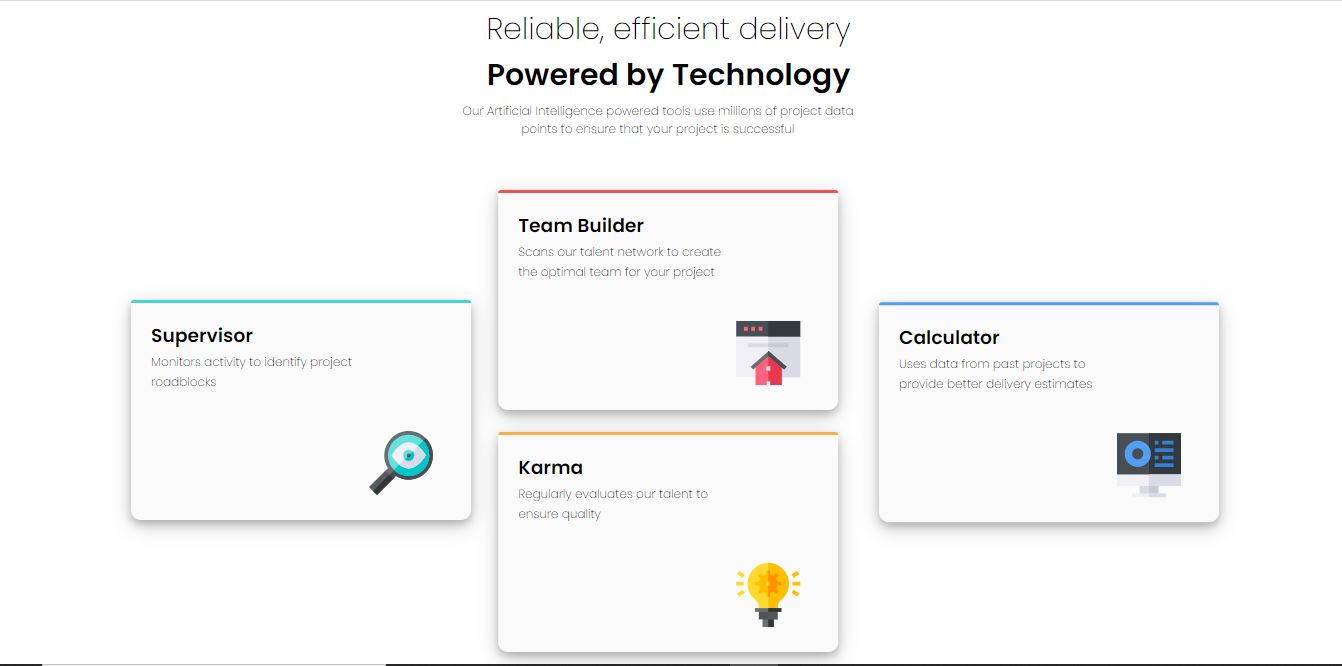 Reliable, efficient delivery
Powered by Technology
Our Artificial Intelligence powered tools use millions of project data
points to ensure that your project is successful
Supervisor
Monitors activity to identify project
roadblocks
Team Builder
Scans our talent network to create
the optimal team for your project
Karma
Regularly evaluates our talent to
ensure quality
Calculator
Uses data from past projects to
provide better delivery estimates